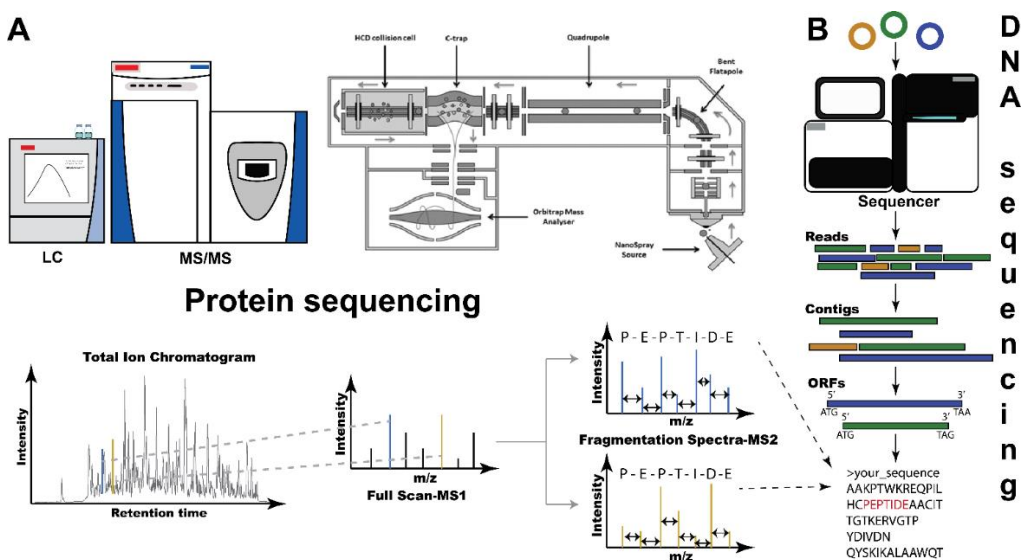 A
HCD collision cell
C-trap
Quadrupole
Bent
Flatapole
Orbitrap Mass
Analyser
NanoSpray
Source
LC
MS/MS
Protein sequencing
Total Ion Chromatogram
Intensity
Retention time
Intensity
m/z
Full Scan-MS1
P-E-P-T-I-D-E
Intensity
m/z
Fragmentation Spectra-MS2
P-E-P-T-I-D-E
Intensity
m/z
B
DNA sequencing
Sequencer
Reads
Contigs
ORFs
5′ 3′
ATG TAA
5′ 3′
ATG TAG
>your_sequence
AAKPTWKREQPIL
HCPEPTIDEAACIT
TGTKERVGTP
YDIVDN
QYSKIKALAAWQT